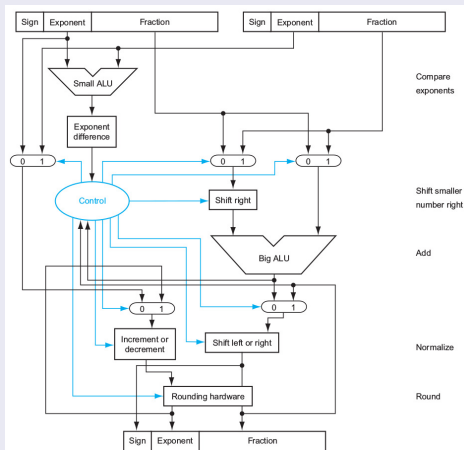 Sign Exponent Fraction Sign Exponent Fraction
Small ALU
Compare
exponents
Exponent
difference
0 1 0 1 0 1
Control
Shift right
Shift smaller
number right
Big ALU
Add
0 1 0 1
Increment or
decrement
Shift left or right
Normalize
Rounding hardware
Round
Sign Exponent Fraction